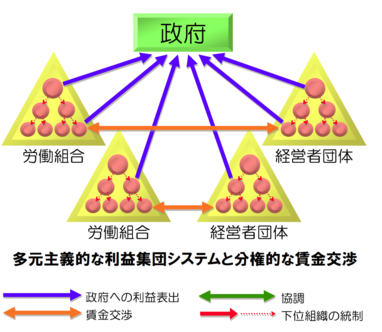 政府
労働組合
経営者団体
労働組合
経営者団体
多元主義的な利益集団システムと分権的な賃金交渉
政府への利益表出
協調
賃金交渉
下位組織の統制